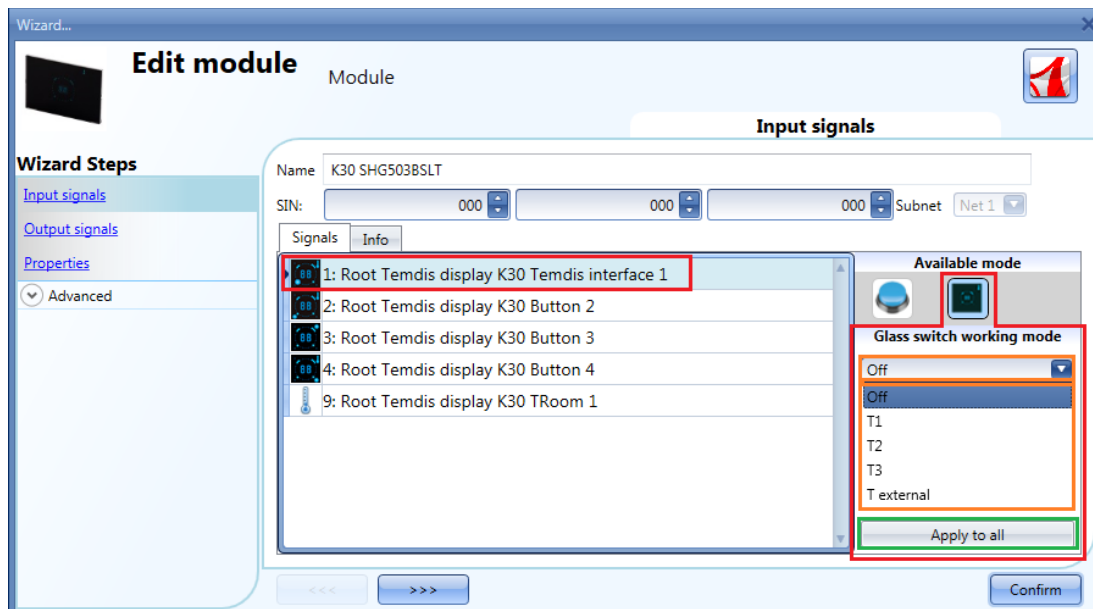 Wizard...
Edit module
Module
Input signals
Wizard Steps
Input signals
Output signals
Properties
Advanced
Name K30 SHG503BSLT
SIN: 000 000 000 Subnet Net 1
Signals Info
1: Root Temdis display K30 Temdis interface 1
2: Root Temdis display K30 Button 2
3: Root Temdis display K30 Button 3
4: Root Temdis display K30 Button 4
9: Root Temdis display K30 TRoom 1
Available mode
Glass switch working mode
Off
Off
T1
T2
T3
T external
Apply to all
<<< >>> Confirm